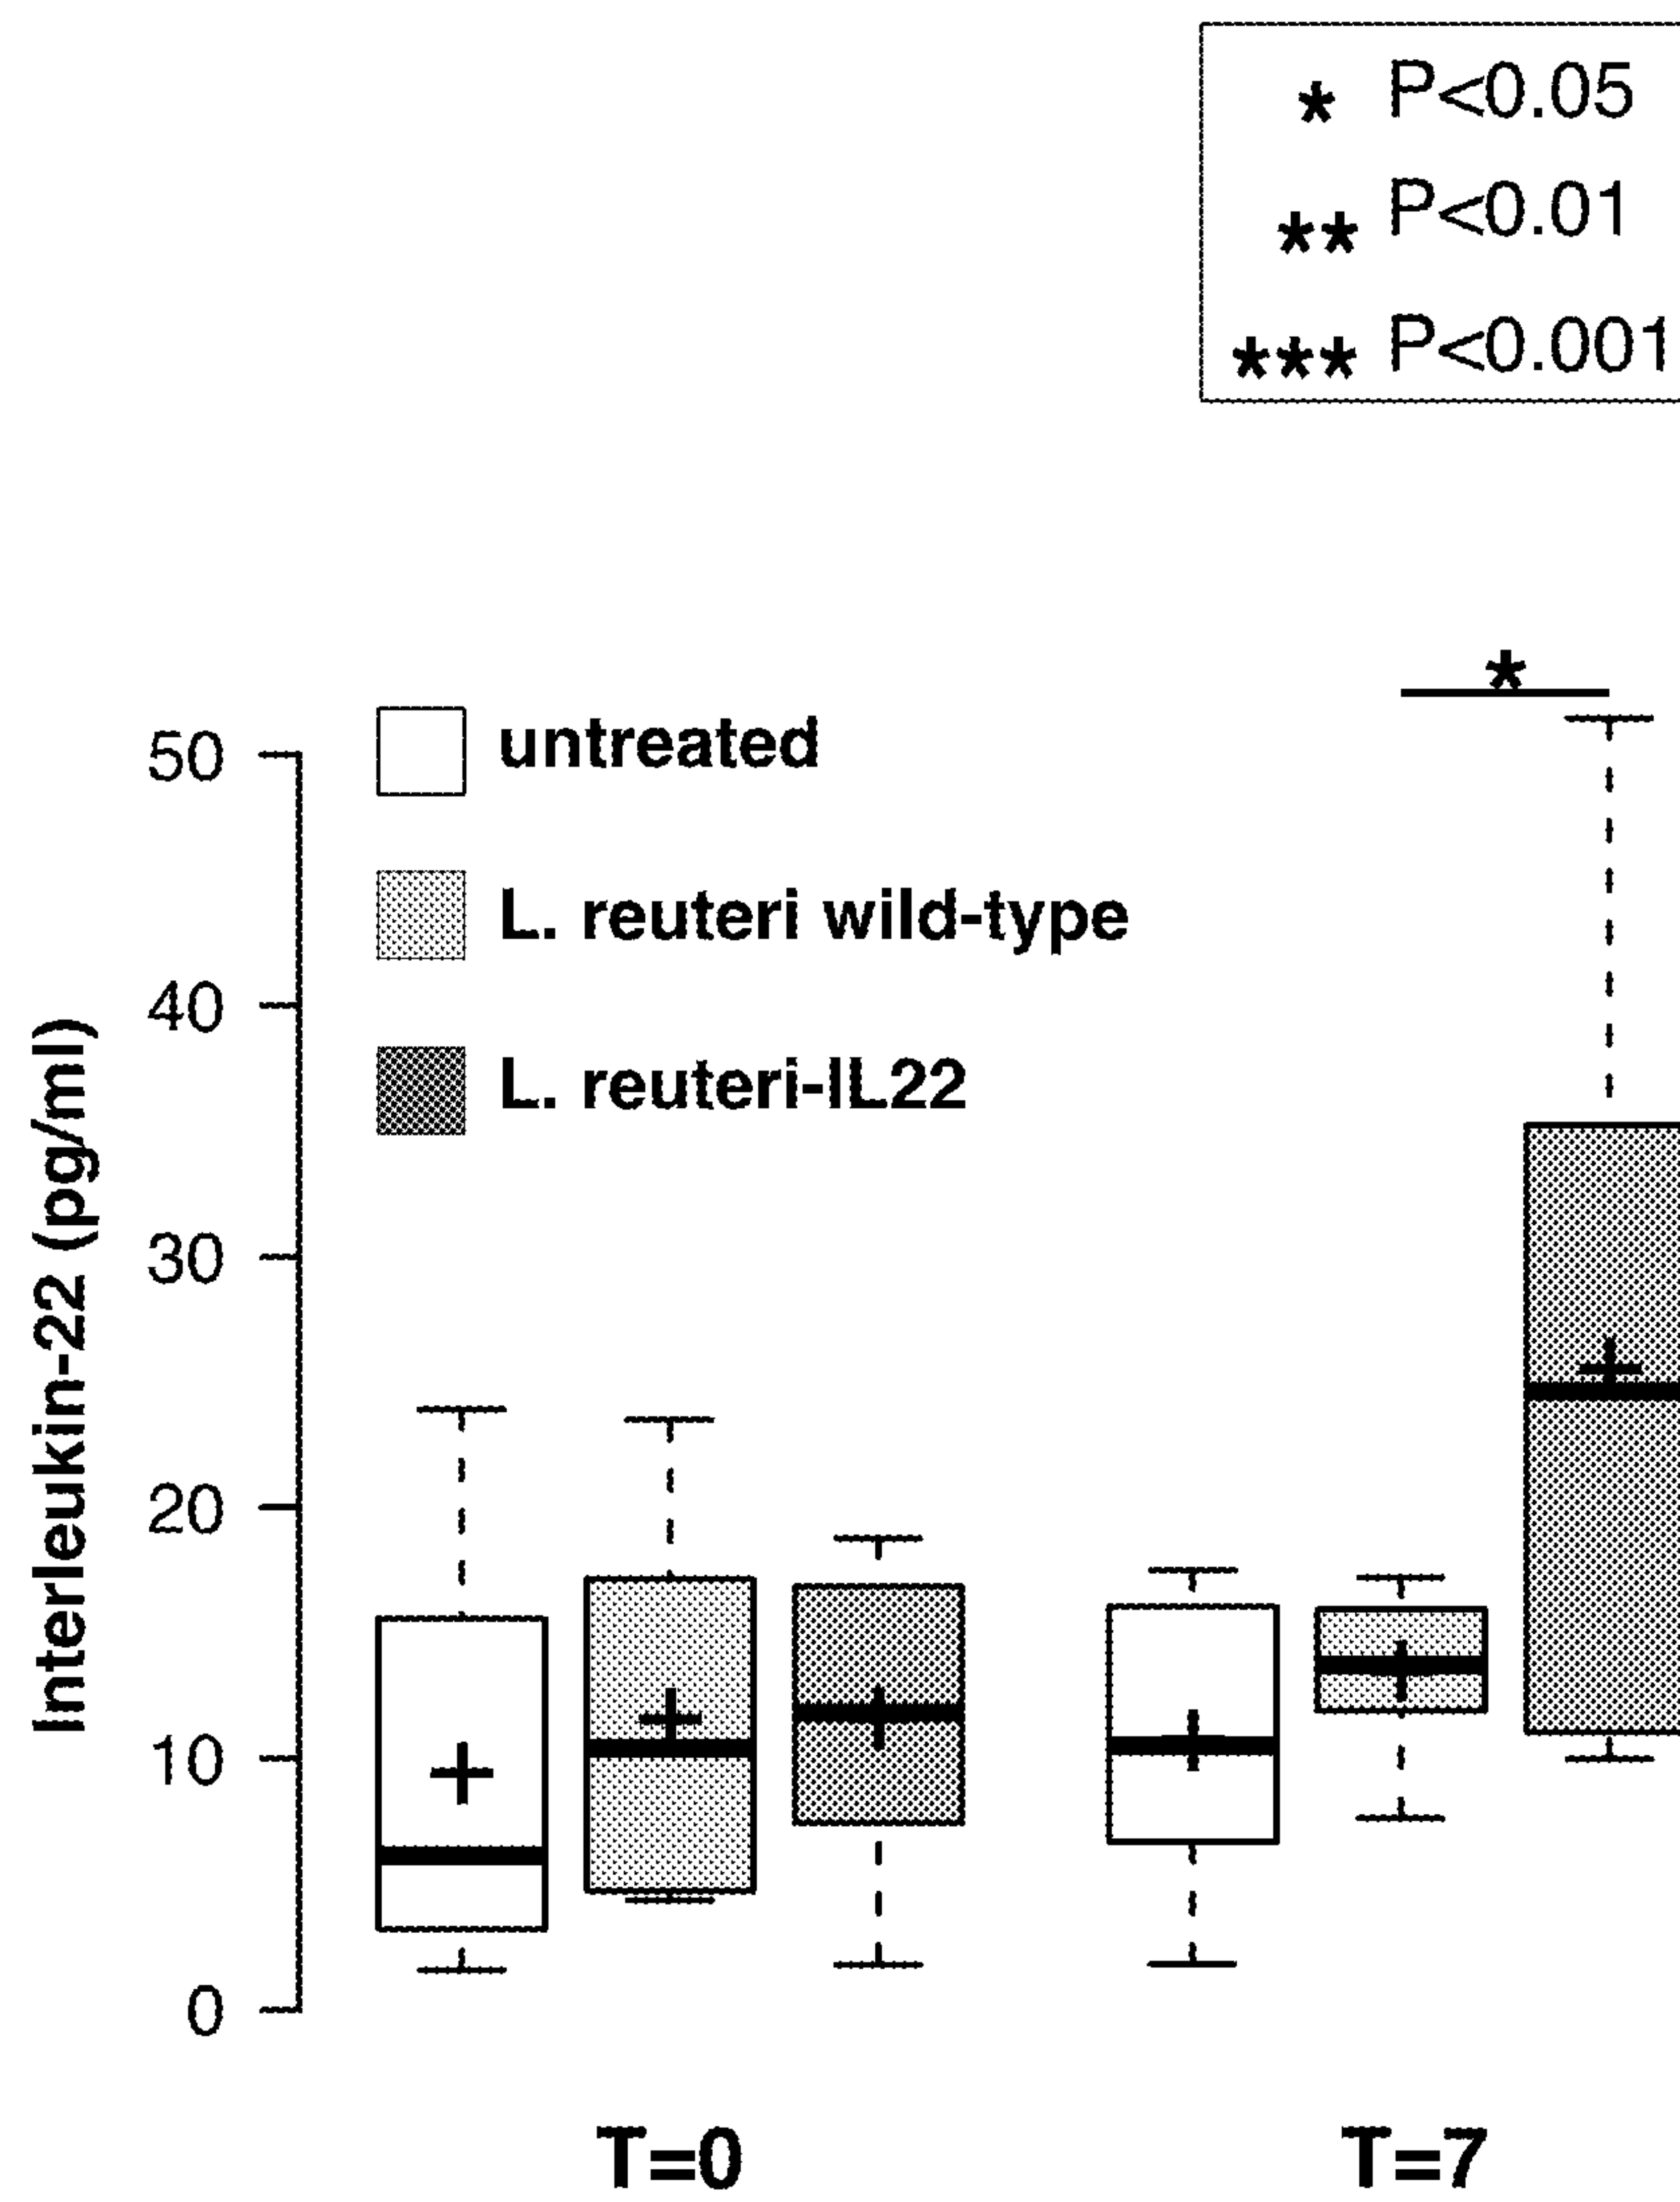 * P<0.05
** P<0.01
*** P<0.001
*
50
40
30
20
10
0
Interleukin-22 (pg/ml)
untreated
L. reuteri wild-type
L. reuteri-IL22
T=0
T=7